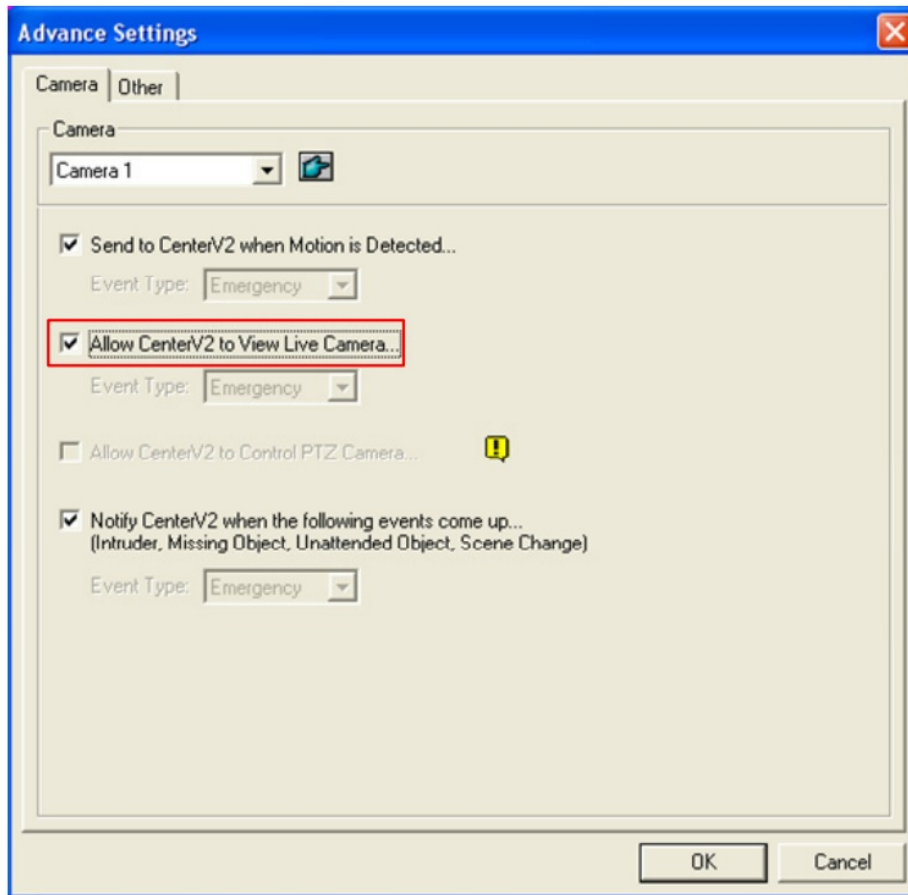 Advance Settings
Camera
Other
Camera
Camera 1
Send to CenterV2 when Motion is Detected...
Event Type: Emergency
Allow CenterV2 to View Live Camera...
Event Type: Emergency
Allow CenterV2 to Control PTZ Camera...
Notify CenterV2 when the following events come up...
(Intruder, Missing Object, Unattended Object, Scene Change)
Event Type: Emergency
OK
Cancel